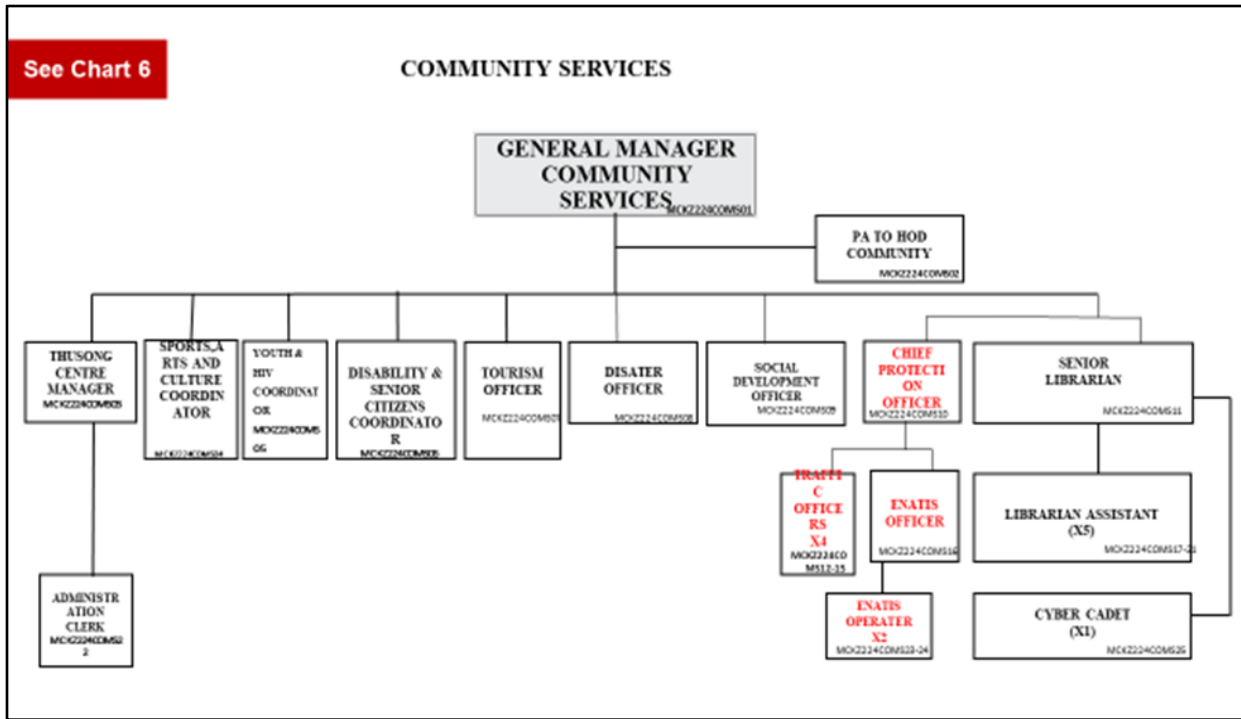 See Chart 6
COMMUNITY SERVICES
GENERAL MANAGER
COMMUNITY
SERVICES
MCKZ224COMS01
PA TO HOD
COMMUNITY
MCKZ224COMS02
THUSONG
CENTRE
MANAGER
MCKZ224COMS03
SPORTS,A
RTS AND
CULTURE
COORDIN
ATOR
MCKZ224COMS04
YOUTH &
HIV
COORDINAT
OR
MCKZ224COMS
DISABILITY &
SENIOR
CITIZENS
COORDINATO
R
TOURISM
OFFICER
MCKZ224COMS07
DISATER
OFFICER
MCKZ224COMS08
SOCIAL
DEVELOPMENT
OFFICER
MCKZ224COMS09
CHIEF
PROTECTI
ON
OFFICER
MCKZ224COMS10
SENIOR
LIBRARIAN
MCKZ224COMS11
TRAFFI
C
OFFICE
RS
X4
MCKZ224CO
MS12-15
ENATIS
OFFICER
MCKZ224COMS16
LIBRARIAN ASSISTANT
(X5)
MCKZ224COMS17-21
ADMINISTR
ATION
CLERK
MCKZ224COMS2
2
ENATIS
OPERATER
X2
MCKZ224COMS23-24
CYBER CADET
(X1)
MCKZ224COMS25